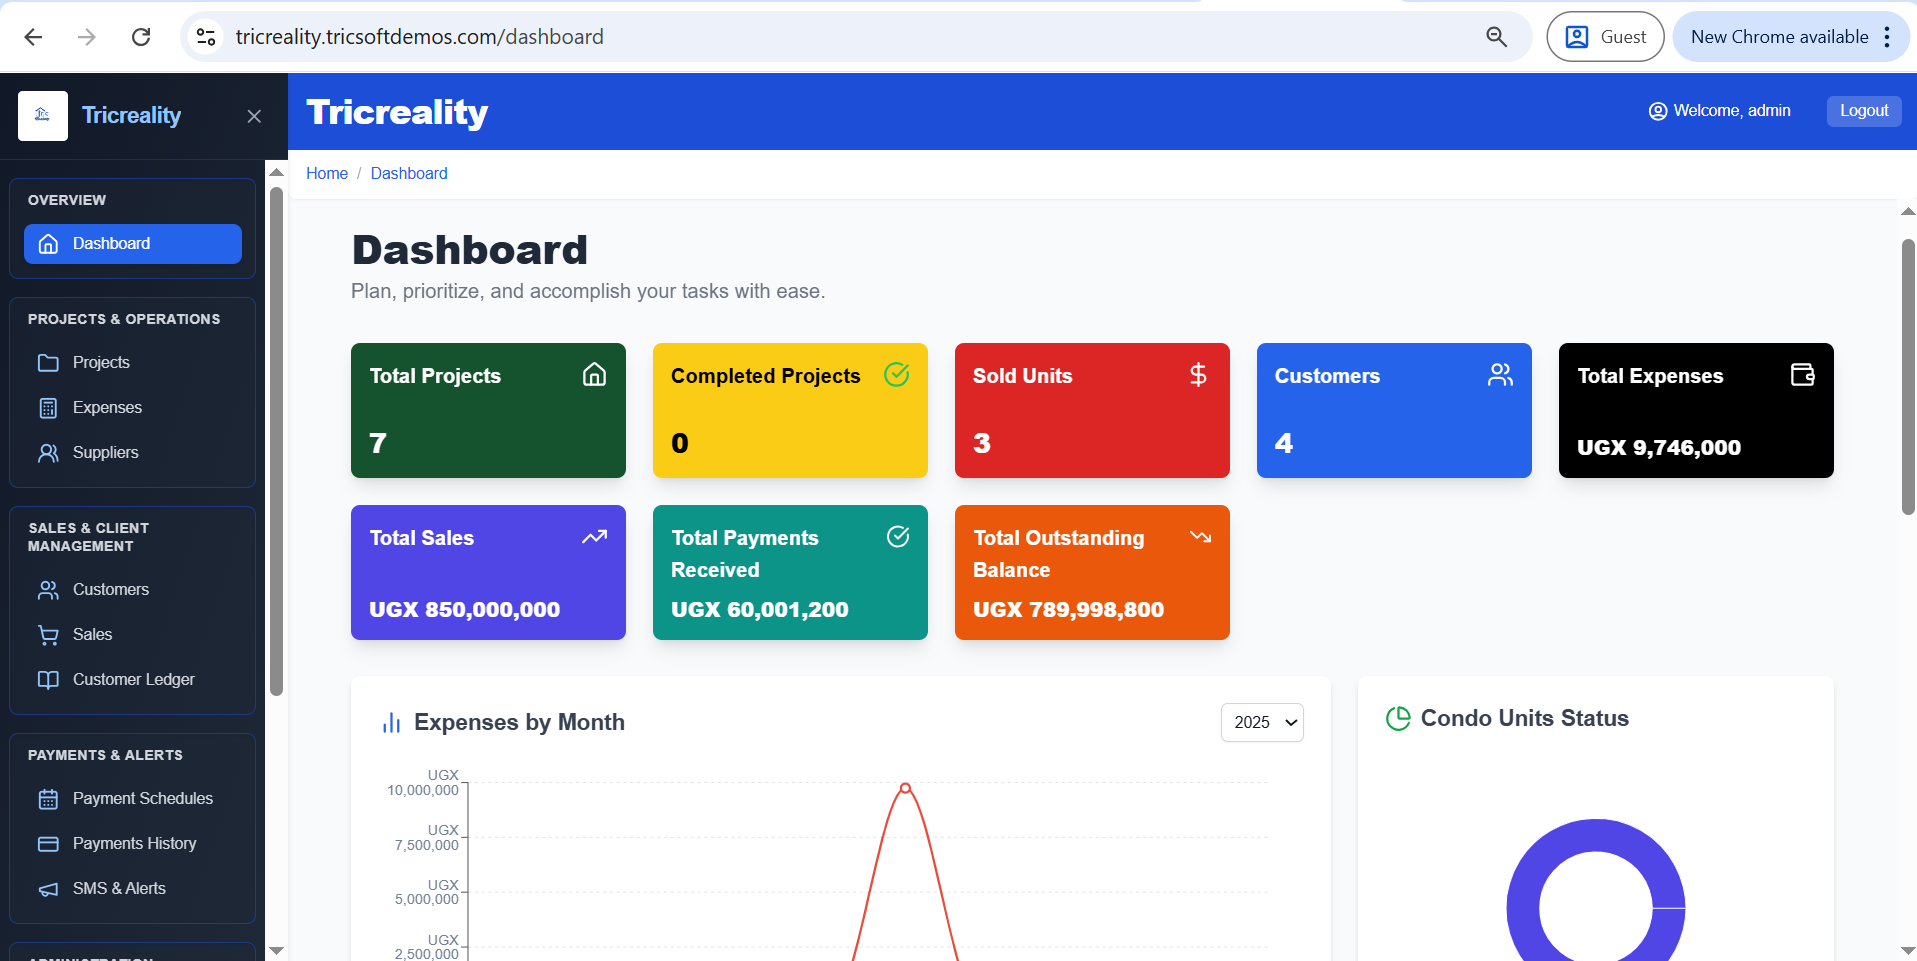 tricreality.tricsoftdemos.com/dashboard
Guest
New Chrome available
Tricreality
Tricreality
Welcome, admin
Logout
Home / Dashboard
OVERVIEW
Dashboard
PROJECTS & OPERATIONS
Projects
Expenses
Suppliers
SALES & CLIENT
MANAGEMENT
Customers
Sales
Customer Ledger
PAYMENTS & ALERTS
Payment Schedules
Payments History
SMS & Alerts
ADMINISTRATION
Dashboard
Plan, prioritize, and accomplish your tasks with ease.
Total Projects
7
Completed Projects
0
Sold Units
3
Customers
4
Total Expenses
UGX 9,746,000
Total Sales
UGX 850,000,000
Total Payments
Received
UGX 60,001,200
Total Outstanding
Balance
UGX 789,998,800
Expenses by Month
2025
UGX
10,000,000
UGX
7,500,000
UGX
5,000,000
UGX
2,500,000
Condo Units Status